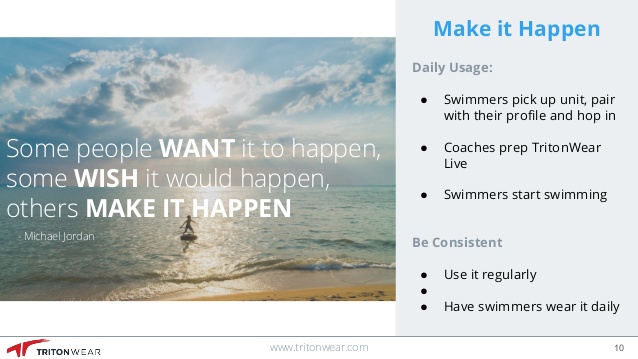 Some people WANT it to happen,
some WISH it would happen,
others MAKE IT HAPPEN
- Michael Jordan
Make it Happen
Daily Usage:
● Swimmers pick up unit, pair
with their profile and hop in
● Coaches prep TritonWear
Live
● Swimmers start swimming
Be Consistent
● Use it regularly
●
● Have swimmers wear it daily
TRITONWEAR
www.tritonwear.com
10